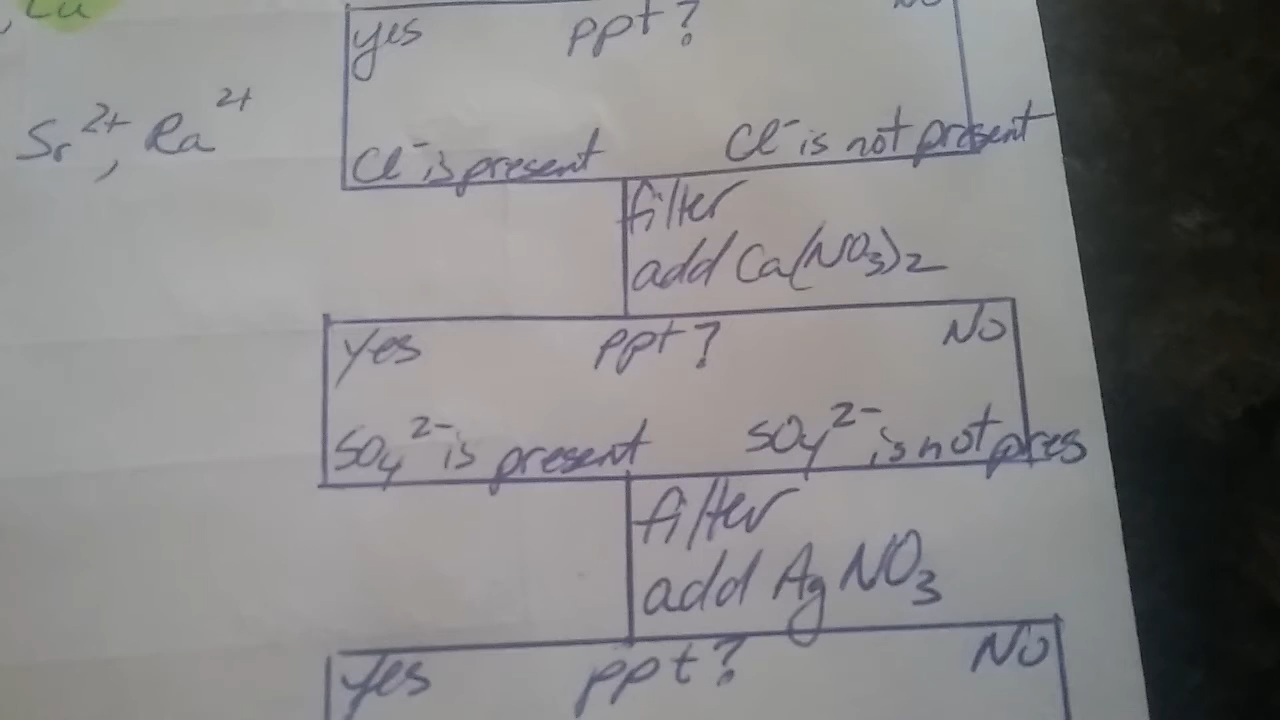 yes ppt? No
Sr2+, Ra2+
Cl- is present Cl- is not present
filter
add Ca(NO3)2
Yes ppt? No
SO42- is present SO42- is not pres
filter
add AgNO3
Yes ppt? No